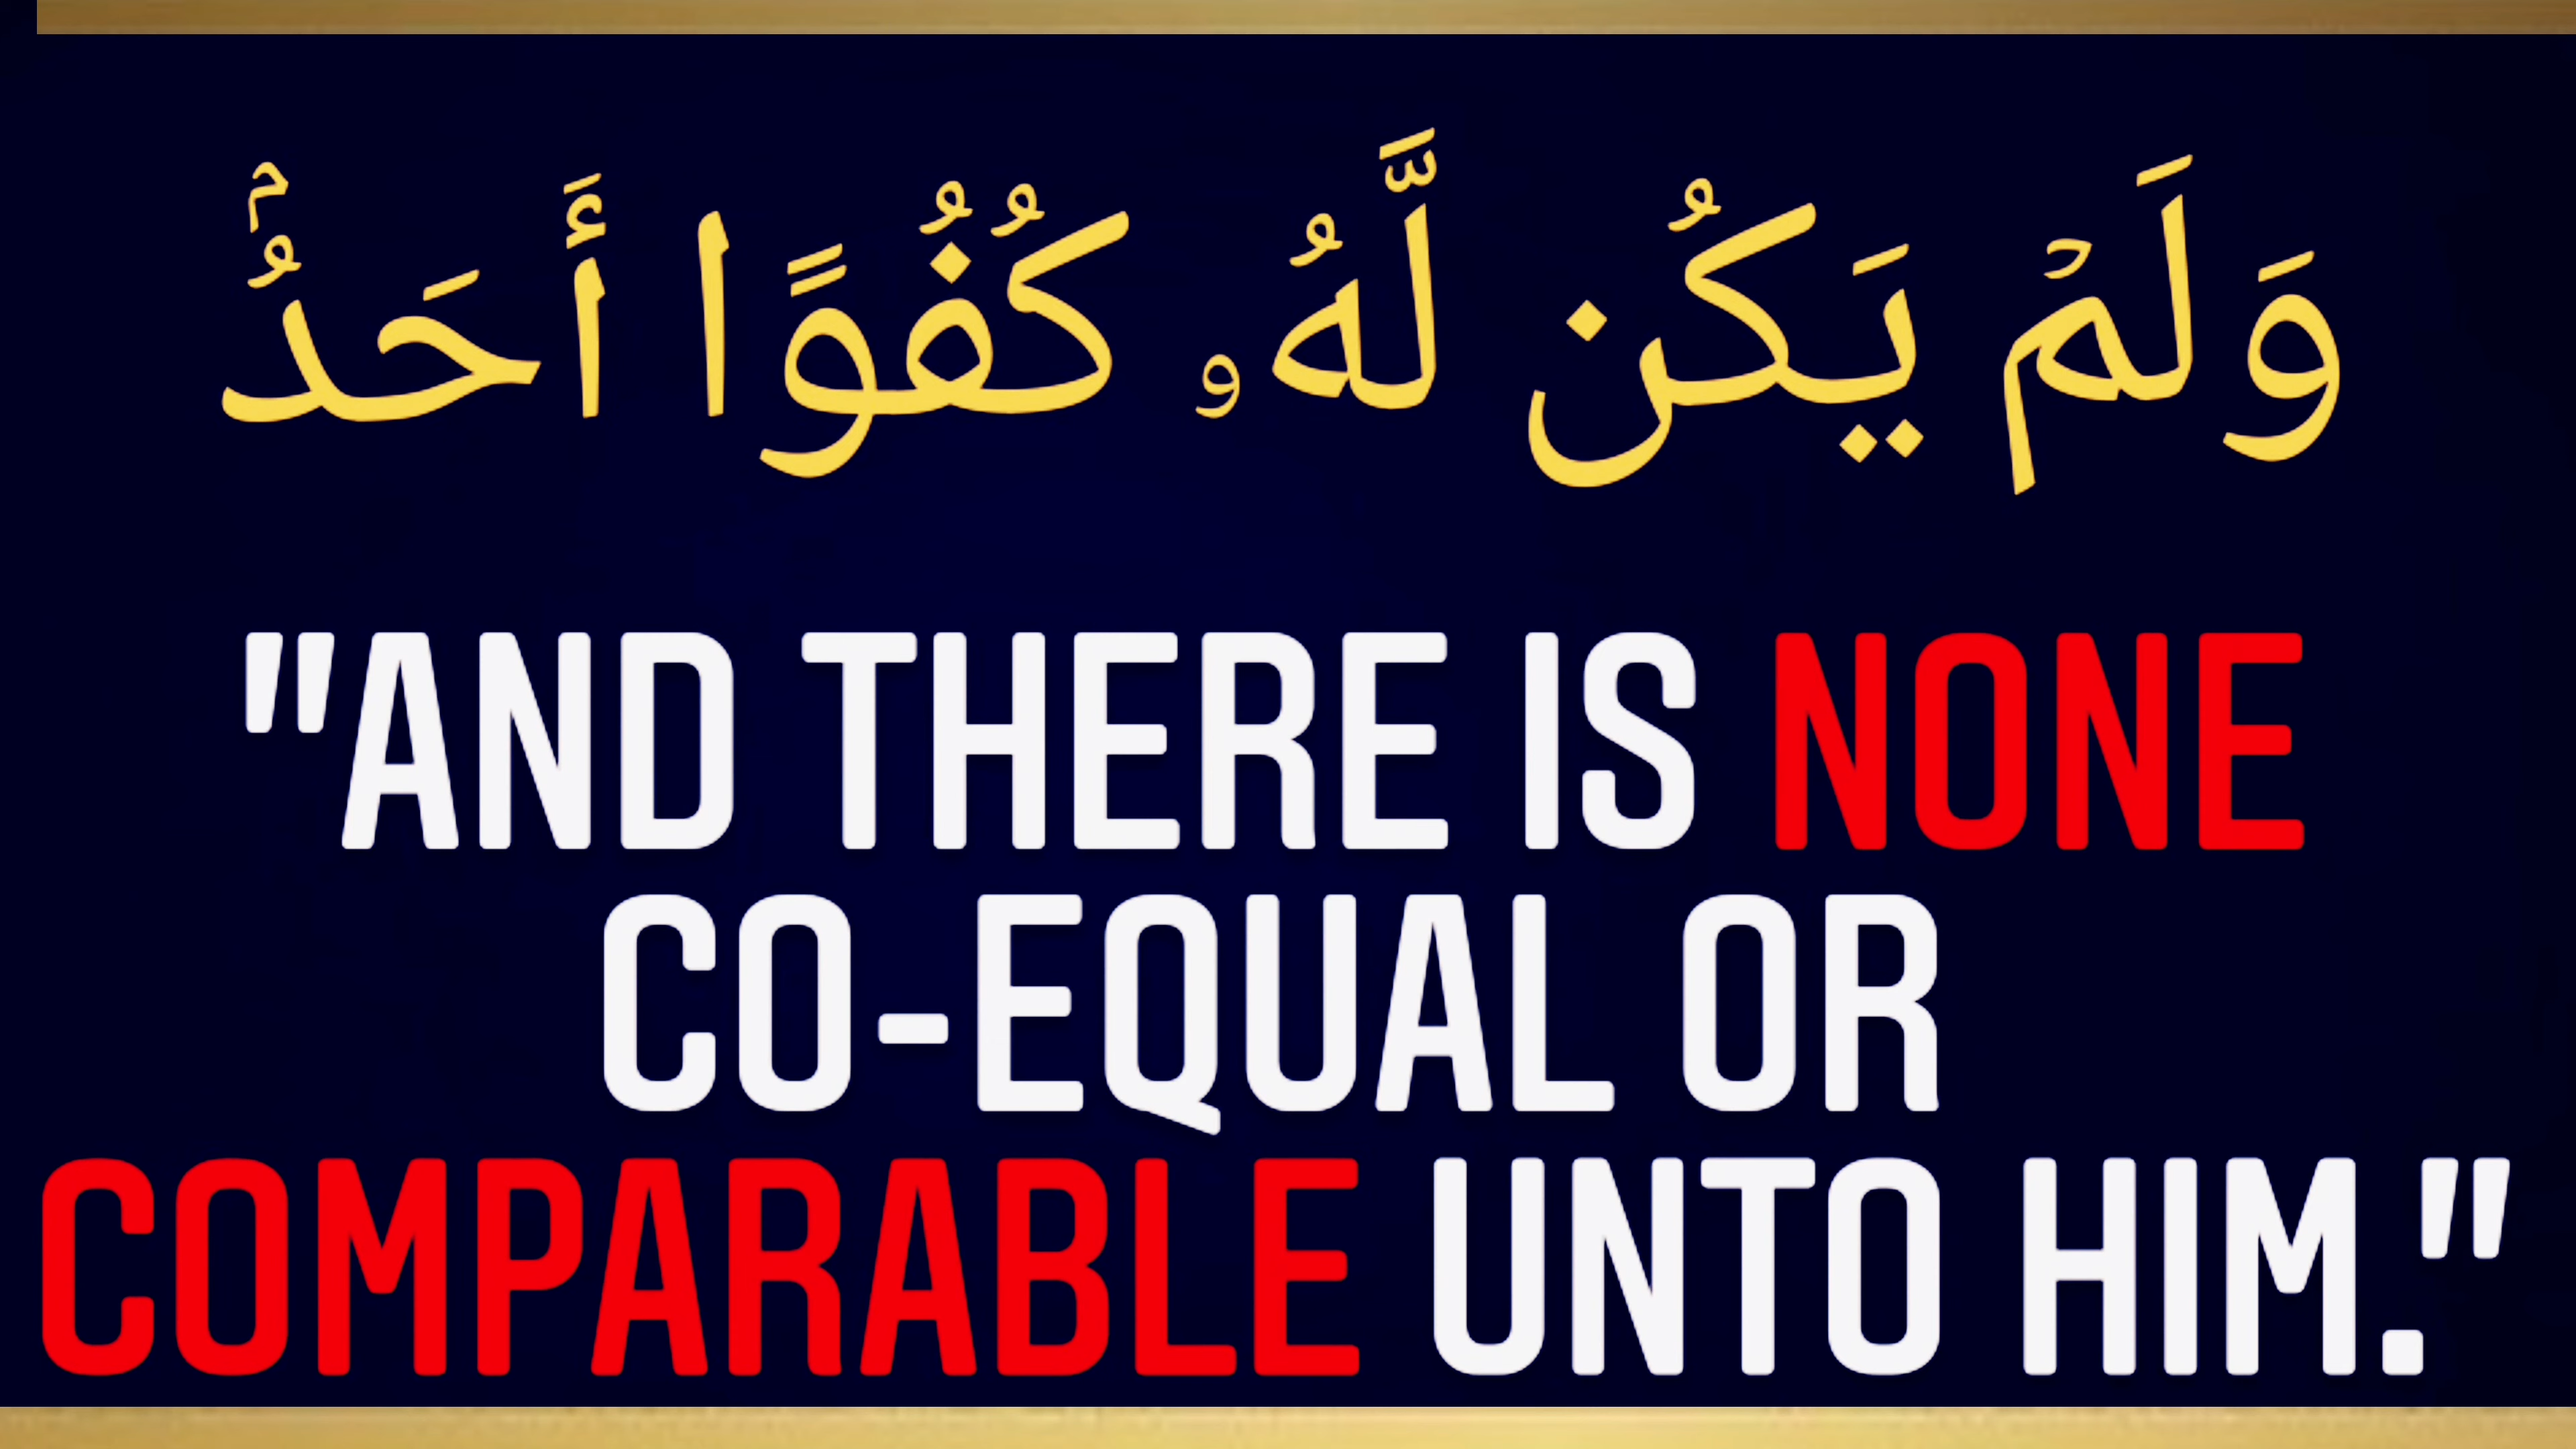 وَلَمْ يَكُن لَّهُۥ كُفُوًا أَحَدٌۢ
"AND THERE IS NONE
CO-EQUAL OR
COMPARABLE UNTO HIM."